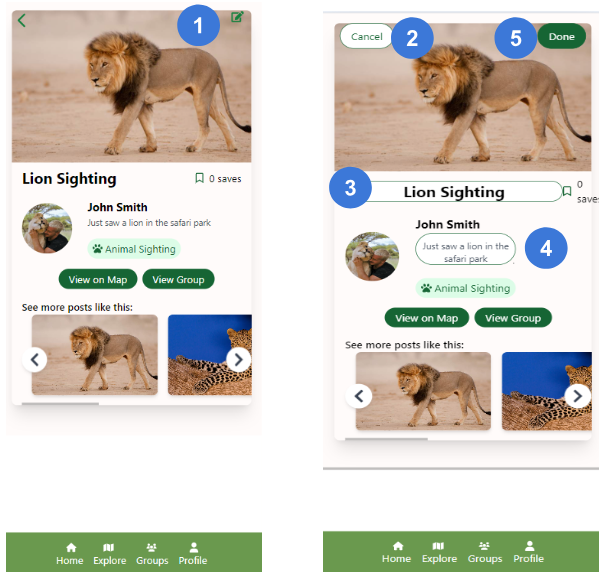 1
Lion Sighting
0 saves
John Smith
Just saw a lion in the safari park
Animal Sighting
View on Map
View Group
See more posts like this:
Home
Explore
Groups
Profile
Cancel
2
5
Done
3
Lion Sighting
0
saves
John Smith
Just saw a lion in the
safari park
4
Animal Sighting
View on Map
View Group
See more posts like this:
Home
Explore
Groups
Profile